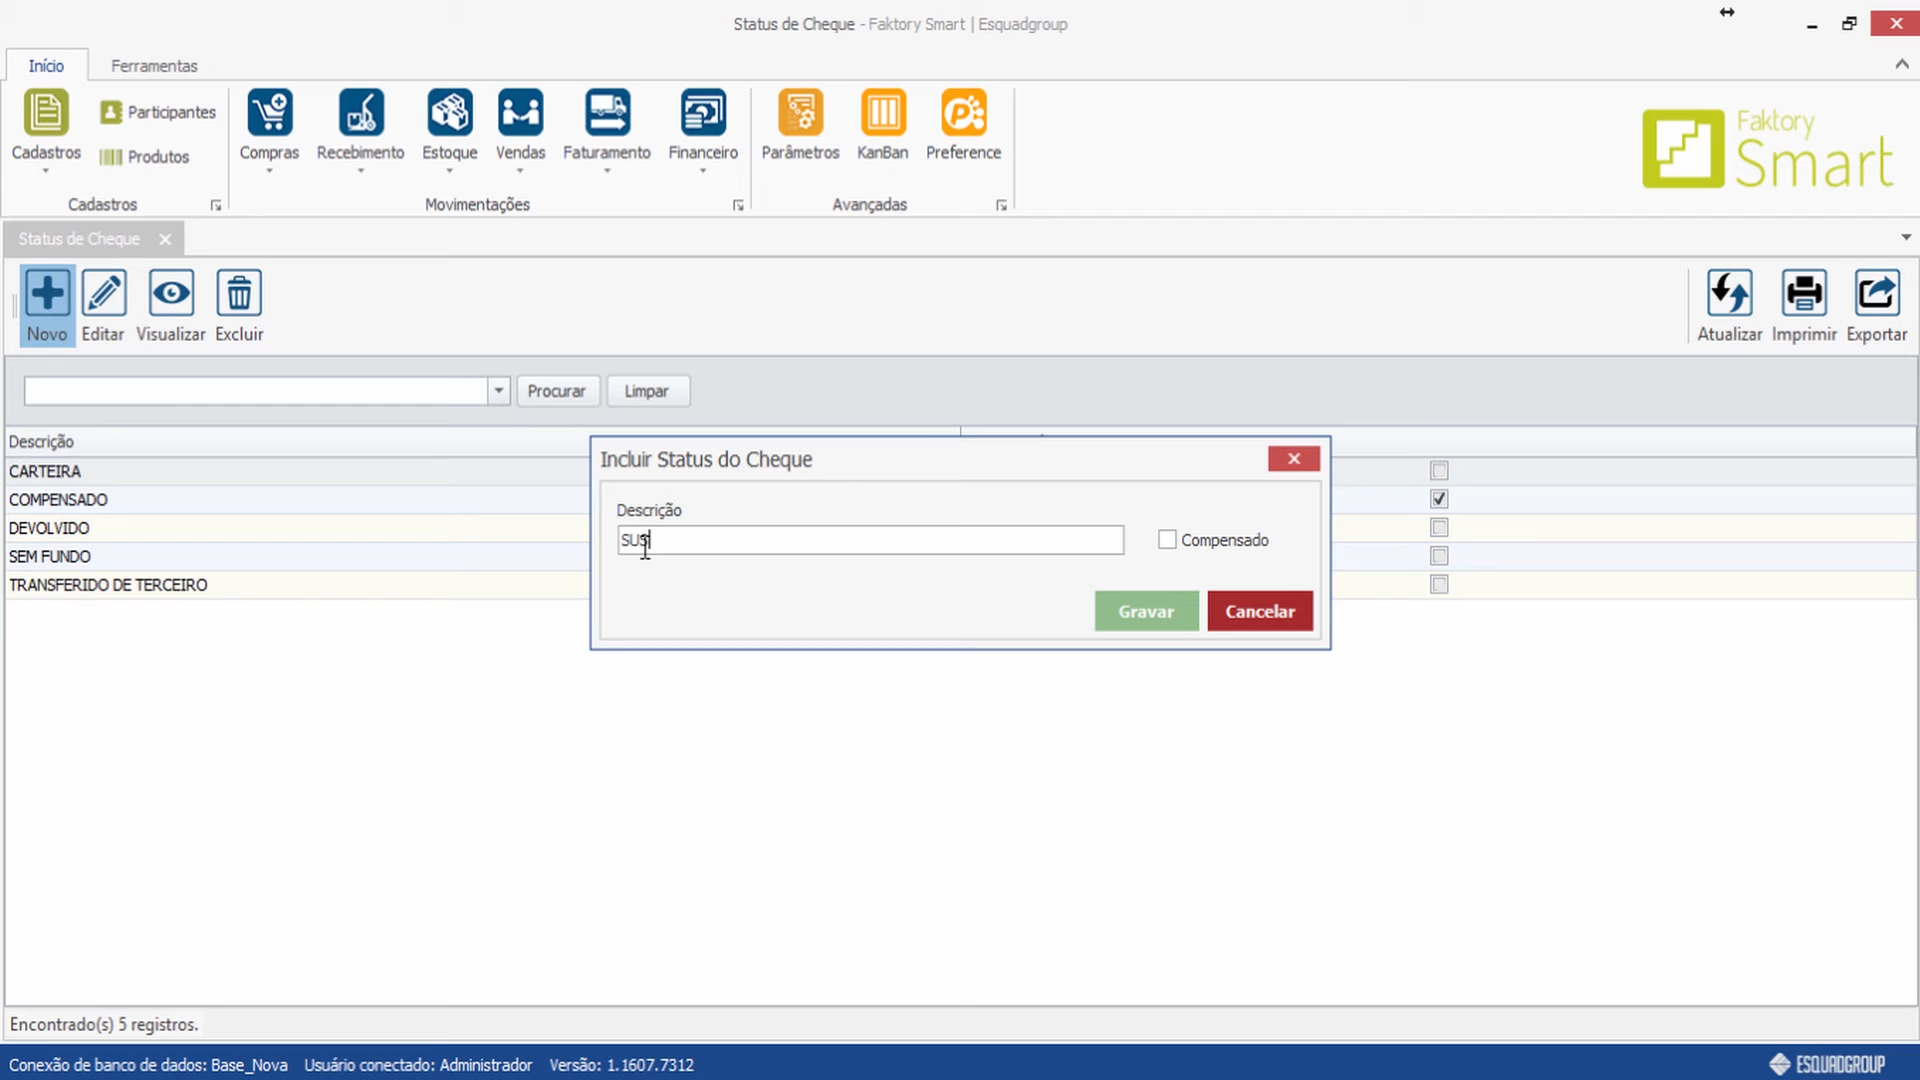 Status de Cheque - Faktory Smart | Esquadgroup
Início
Ferramentas
Cadastros
Participantes
Produtos
Compras
Recebimento
Estoque
Vendas
Faturamento
Financeiro
Parâmetros
KanBan
Preference
Faktory
Smart
Cadastros
Movimentações
Avançadas
Status de Cheque
Novo
Editar
Visualizar
Excluir
Atualizar
Imprimir
Exportar
Procurar
Limpar
Descrição
CARTEIRA
COMPENSADO
DEVOLVIDO
SEM FUNDO
TRANSFERIDO DE TERCEIRO
Incluir Status do Cheque
Descrição
SUS
Compensado
Gravar
Cancelar
Encontrado(s) 5 registros.
Conexão de banco de dados: Base_Nova
Usuário conectado: Administrador
Versão: 1.1607.7312
ESQUADGROUP